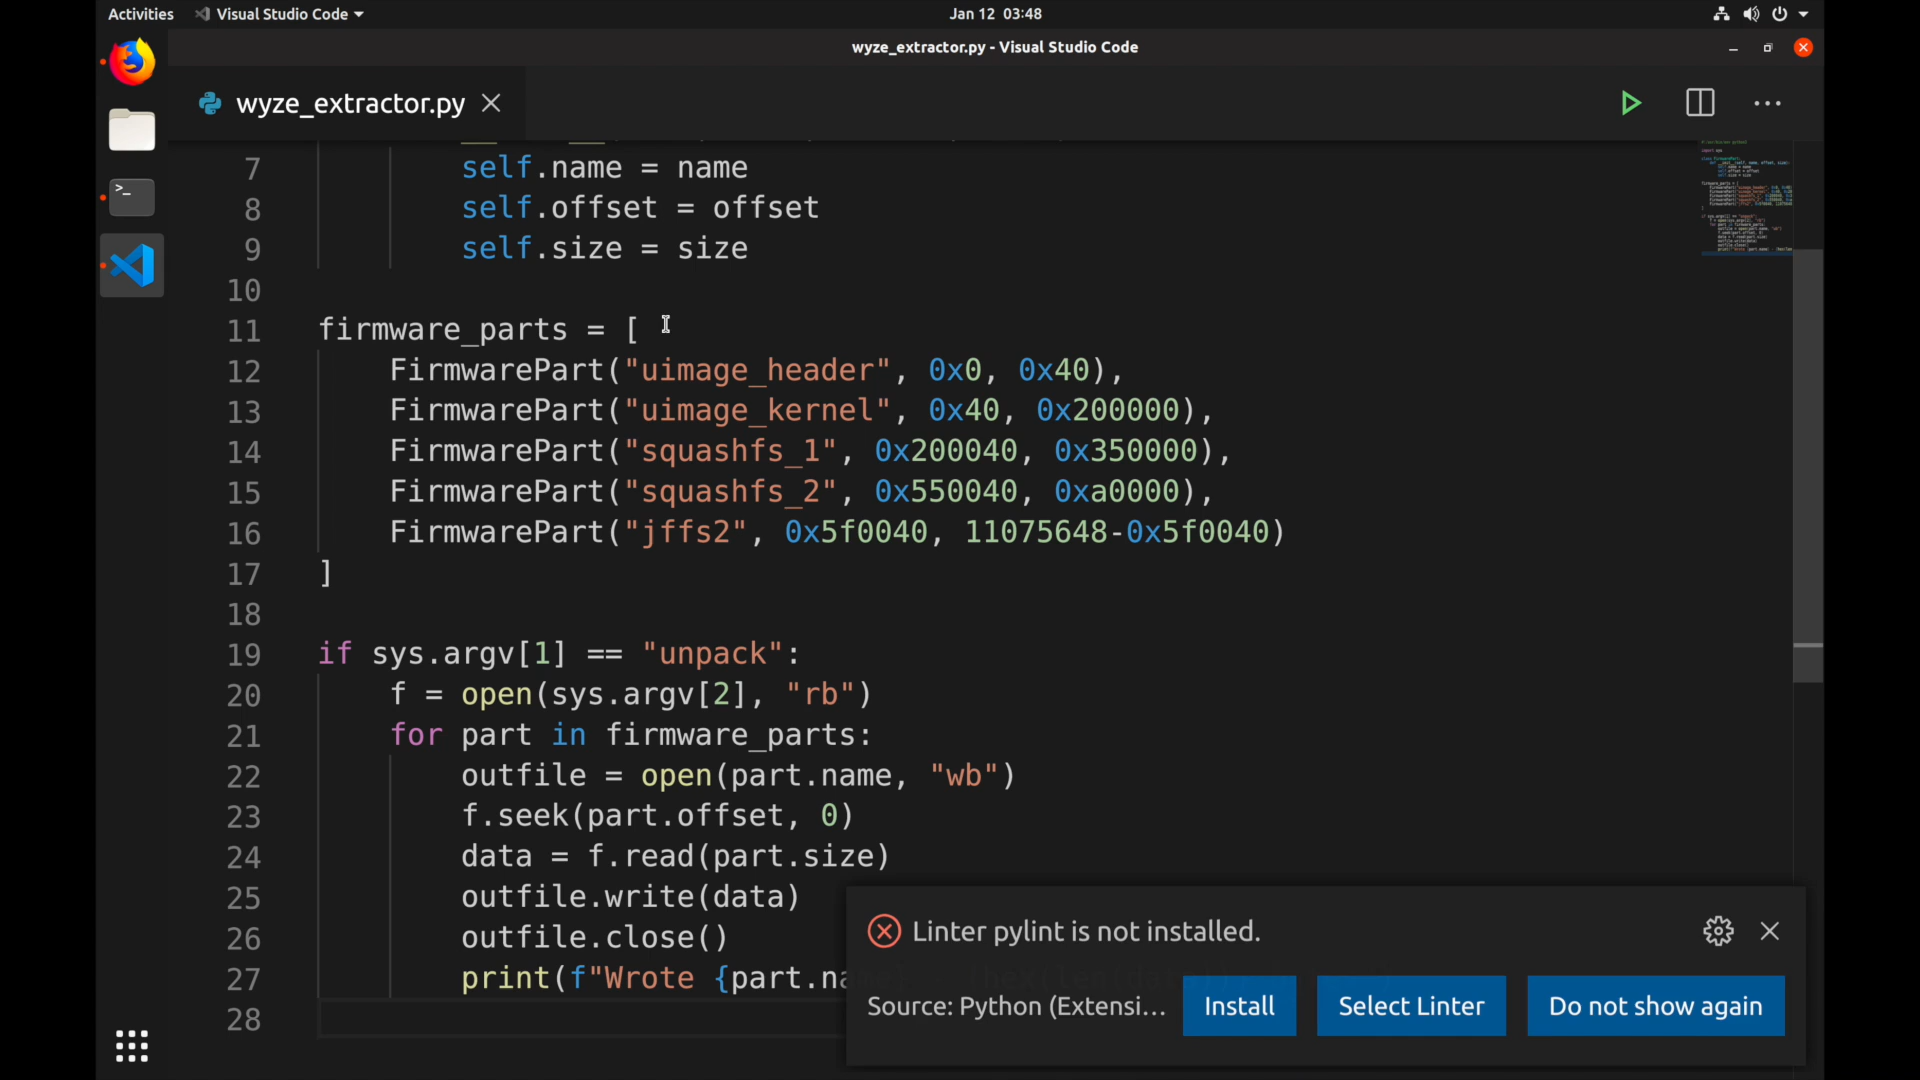 Activities
Visual Studio Code
Jan 12 03:48
wyze_extractor.py - Visual Studio Code
wyze_extractor.py
7 self.name = name
8 self.offset = offset
9 self.size = size
10
11 firmware_parts = [
12 FirmwarePart("uimage_header", 0x0, 0x40),
13 FirmwarePart("uimage_kernel", 0x40, 0x200000),
14 FirmwarePart("squashfs_1", 0x200040, 0x350000),
15 FirmwarePart("squashfs_2", 0x550040, 0xa0000),
16 FirmwarePart("jffs2", 0x5f0040, 11075648-0x5f0040)
17 ]
18
19 if sys.argv[1] == "unpack":
20 f = open(sys.argv[2], "rb")
21 for part in firmware_parts:
22 outfile = open(part.name, "wb")
23 f.seek(part.offset, 0)
24 data = f.read(part.size)
25 outfile.write(data)
26 outfile.close()
27 print(f"Wrote {part.na
28
Linter pylint is not installed.
Source: Python (Extensi...
Install
Select Linter
Do not show again